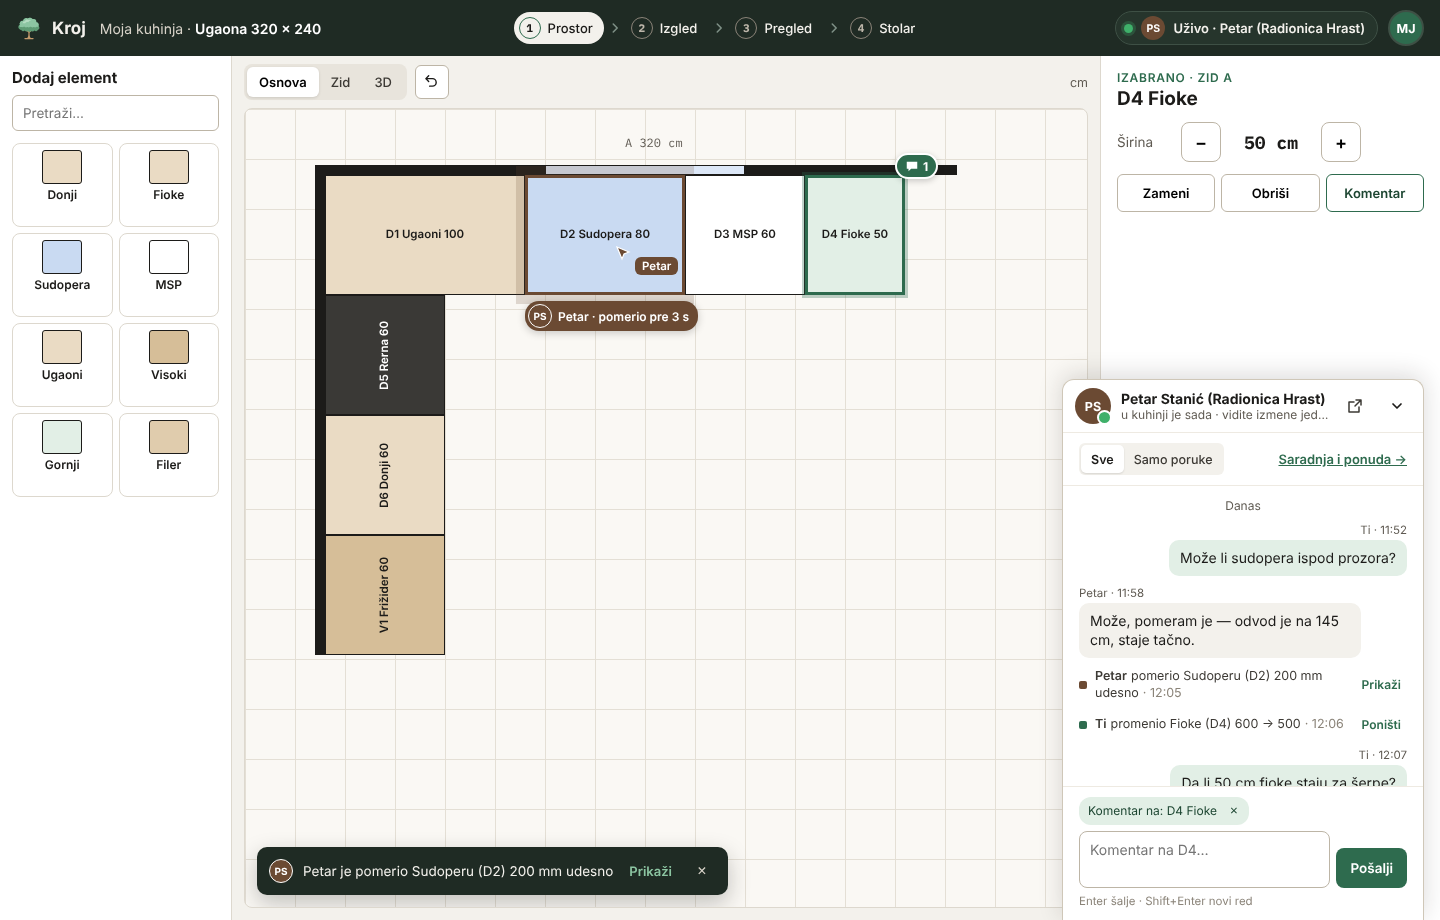 Kroj
Moja kuhinja · Ugaona 320 × 240
1 Prostor
2 Izgled
3 Pregled
4 Stolar
PS Uživo · Petar (Radionica Hrast)
MJ
Dodaj element
Pretraži...
Donji
Fioke
Sudopera
MSP
Ugaoni
Visoki
Gornji
Filer
Osnova
Zid
3D
cm
A 320 cm
1
D1 Ugaoni 100
D2 Sudopera 80
D3 MSP 60
D4 Fioke 50
Petar
PS Petar · pomerio pre 3 s
D5 Rerna 60
D6 Donji 60
V1 Frižider 60
PS Petar je pomerio Sudoperu (D2) 200 mm udesno Prikaži ×
IZABRANO · ZID A
D4 Fioke
Širina − 50 cm +
Zameni
Obriši
Komentar
PS
Petar Stanić (Radionica Hrast)
u kuhinji je sada · vidite izmene jed...
Sve
Samo poruke
Saradnja i ponuda →
Danas
Ti · 11:52
Može li sudopera ispod prozora?
Petar · 11:58
Može, pomeram je — odvod je na 145
cm, staje tačno.
Petar pomerio Sudoperu (D2) 200 mm
udesno · 12:05
Prikaži
Ti promenio Fioke (D4) 600 → 500 · 12:06
Poništi
Ti · 12:07
Da li 50 cm fioke staju za šerpe?
Komentar na: D4 Fioke ×
Komentar na D4...
Pošalji
Enter šalje · Shift+Enter novi red